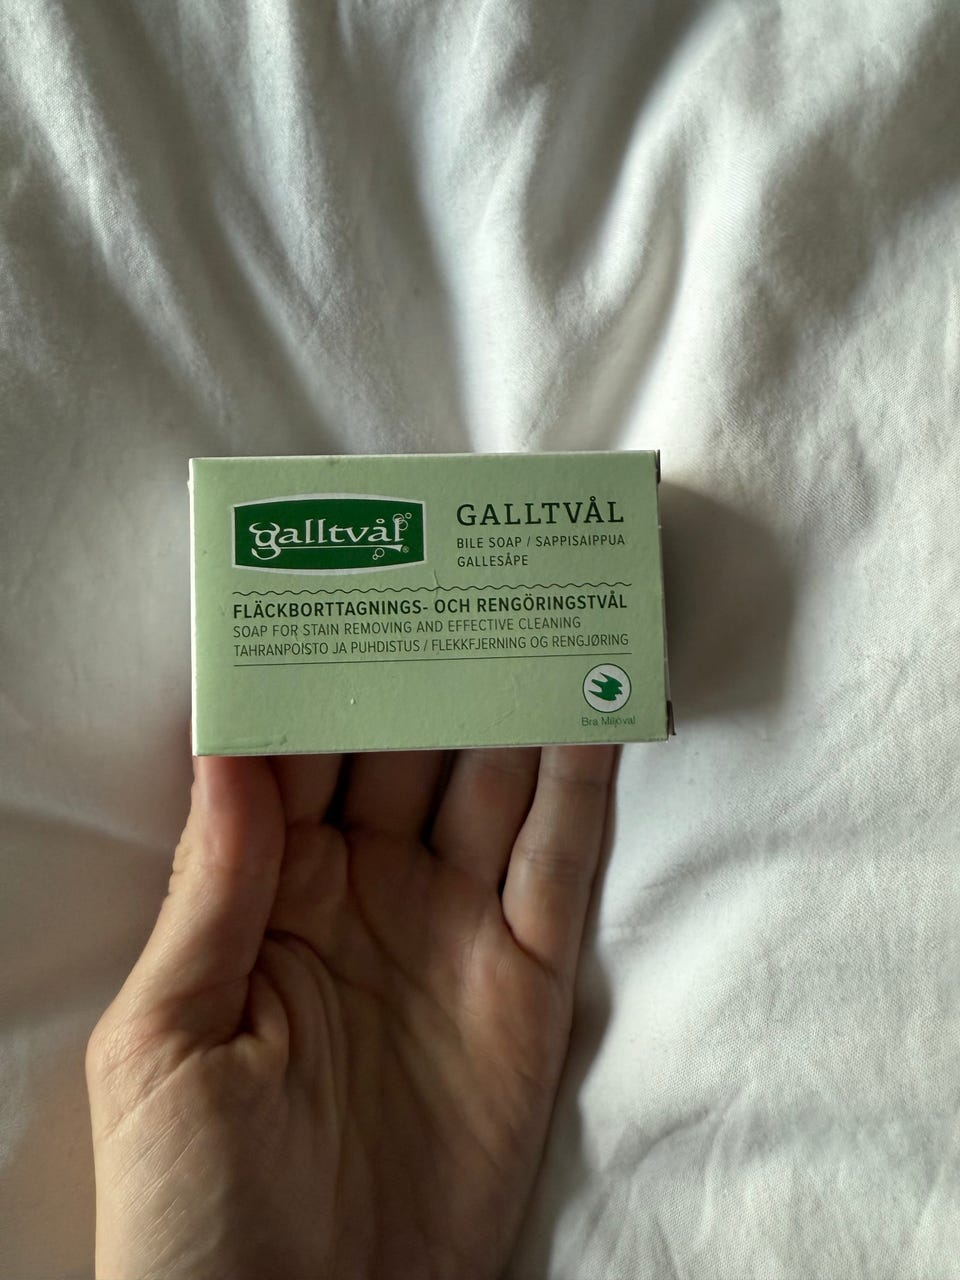 galltvål®
GALLTVÅL
BILE SOAP / SAPPISAIPPUA
GALLESÅPE
FLÄCKBORTTAGNINGS- OCH RENGÖRINGSTVÅL
SOAP FOR STAIN REMOVING AND EFFECTIVE CLEANING
TAHRANPOISTO JA PUHDISTUS / FLEKKFJERNING OG RENGJØRING
Bra Miljöval